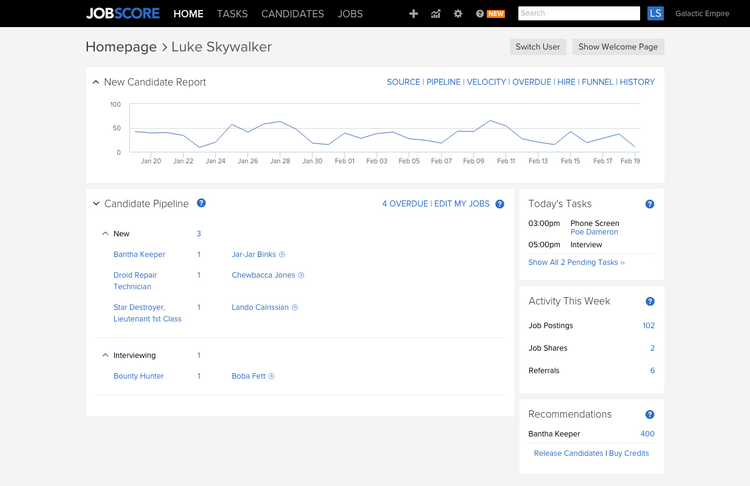 JOBSCORE HOME TASKS CANDIDATES JOBS NEW Search LS Galactic Empire
Homepage > Luke Skywalker Switch User Show Welcome Page
New Candidate Report SOURCE | PIPELINE | VELOCITY | OVERDUE | HIRE | FUNNEL | HISTORY
100
50
0
Jan 20 Jan 22 Jan 24 Jan 26 Jan 28 Jan 30 Feb 01 Feb 03 Feb 05 Feb 07 Feb 09 Feb 11 Feb 13 Feb 15 Feb 17 Feb 19
Candidate Pipeline ? 4 OVERDUE | EDIT MY JOBS ?
New 3
Bantha Keeper 1 Jar-Jar Binks
Droid Repair 1 Chewbacca Jones
Technician
Star Destroyer, 1 Lando Calrissian
Lieutenant 1st Class
Interviewing 1
Bounty Hunter 1 Boba Fett
Today's Tasks ?
03:00pm Phone Screen
Poe Dameron
05:00pm Interview
Show All 2 Pending Tasks ››
Activity This Week ?
Job Postings 102
Job Shares 2
Referrals 6
Recommendations ?
Bantha Keeper 400
Release Candidates | Buy Credits